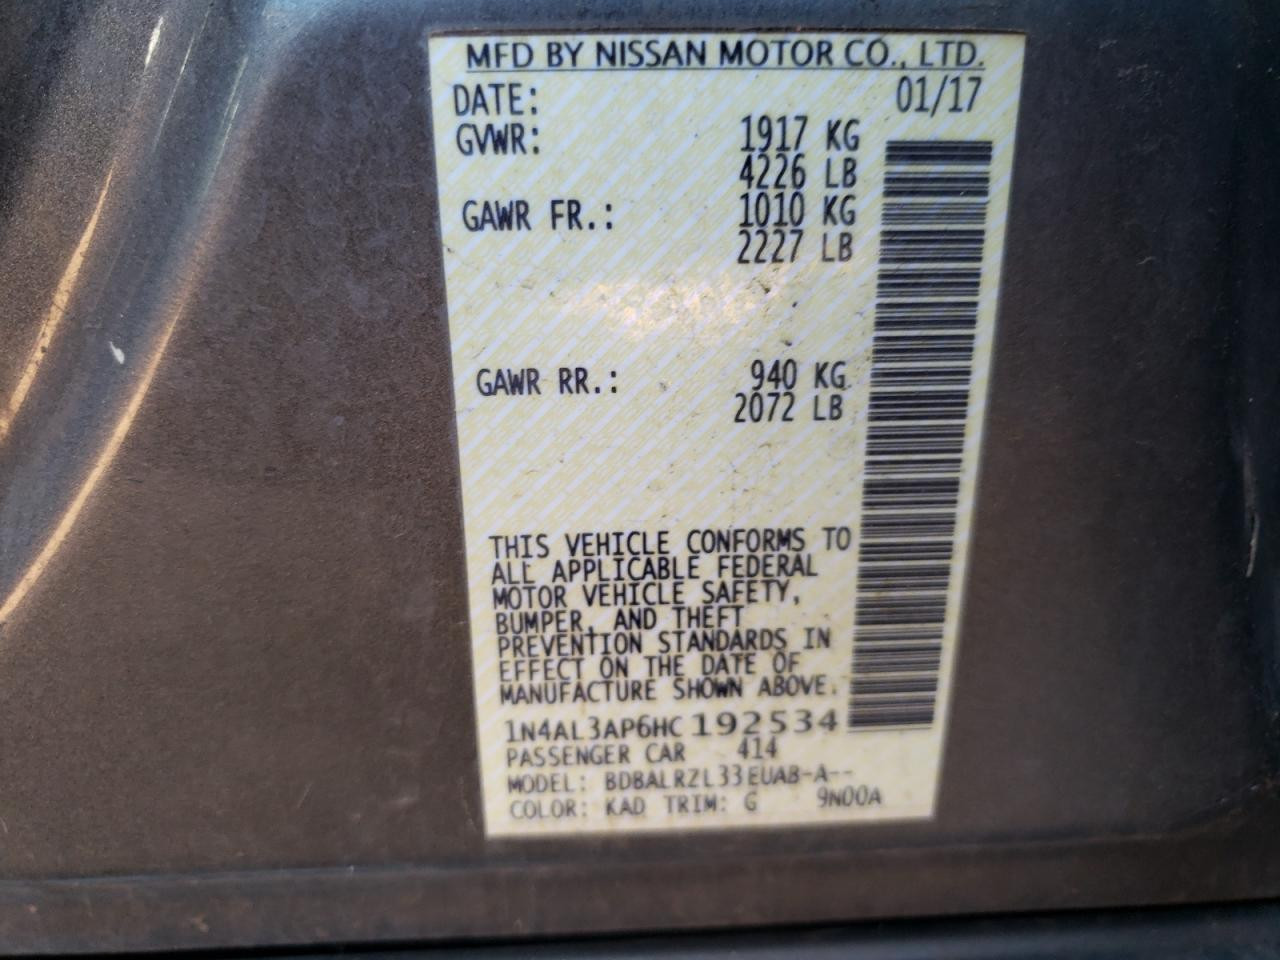 MFD BY NISSAN MOTOR CO., LTD.
DATE: 01/17
GVWR: 1917 KG
4226 LB
GAWR FR.: 1010 KG
2227 LB
GAWR RR.: 940 KG
2072 LB
THIS VEHICLE CONFORMS TO
ALL APPLICABLE FEDERAL
MOTOR VEHICLE SAFETY,
BUMPER, AND THEFT
PREVENTION STANDARDS IN
EFFECT ON THE DATE OF
MANUFACTURE SHOWN ABOVE.
1N4AL3AP6HC192534
PASSENGER CAR 414
MODEL: BDBALRZL33EUAB-A--
COLOR: KAD TRIM: G 9N00A